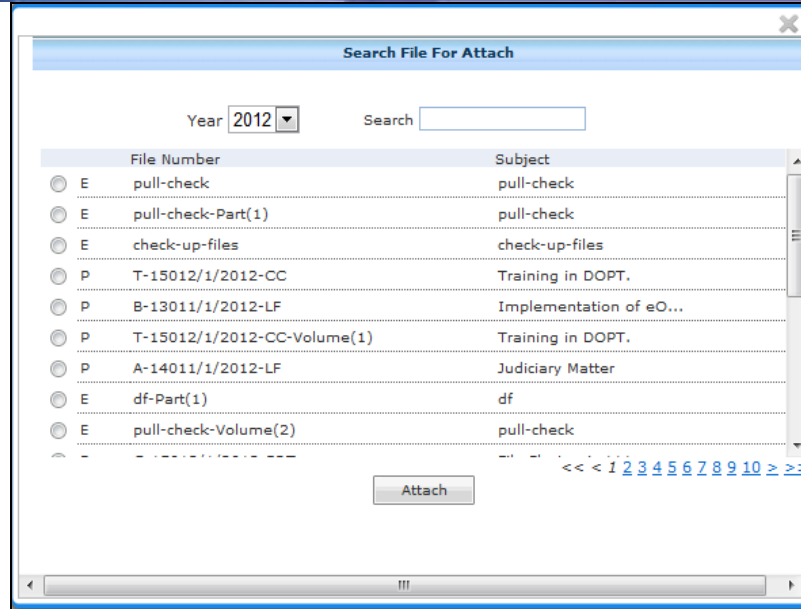 Search File For Attach
Year 2012 Search
File Number Subject
E pull-check pull-check
E pull-check-Part(1) pull-check
E check-up-files check-up-files
P T-15012/1/2012-CC Training in DOPT.
P B-13011/1/2012-LF Implementation of eO...
P T-15012/1/2012-CC-Volume(1) Training in DOPT.
P A-14011/1/2012-LF Judiciary Matter
E df-Part(1) df
E pull-check-Volume(2) pull-check
<< < 1 2 3 4 5 6 7 8 9 10 > >>
Attach